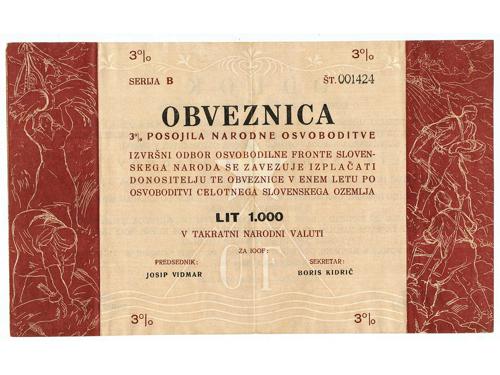 3% 3%
SERIJA B ŠT. 001424
OBVEZNICA
3% POSOJILA NARODNE OSVOBODITVE
IZVRŠNI ODBOR OSVOBODILNE FRONTE SLOVEN-
SKEGA NARODA SE ZAVEZUJE IZPLAČATI
DONOSITELJU TE OBVEZNICE V ENEM LETU PO
OSVOBODITVI CELOTNEGA SLOVENSKEGA OZEMLJA
LIT 1.000
V TAKRATNI NARODNI VALUTI
ZA IOOF:
PREDSEDNIK: SEKRETAR:
JOSIP VIDMAR BORIS KIDRIČ
OF
3% 3%